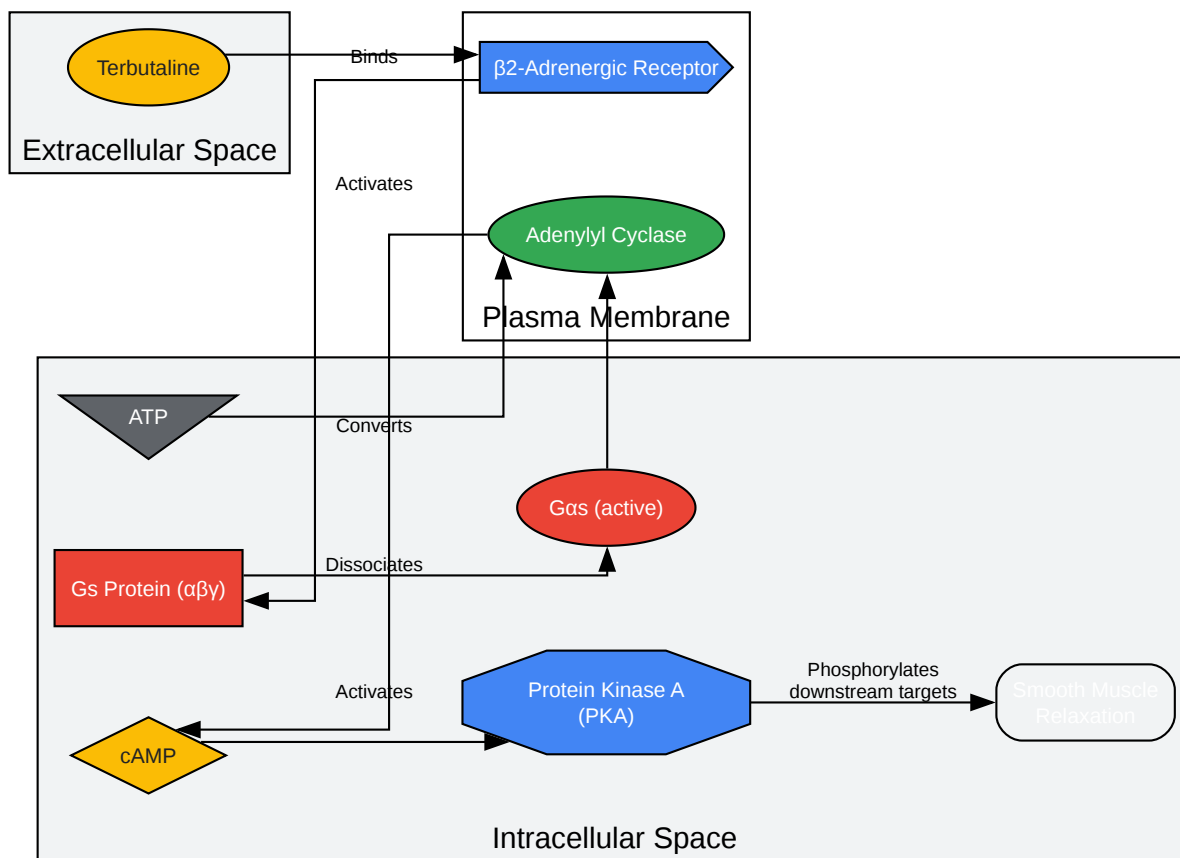 Terbutaline
Binds
β2-Adrenergic Receptor
Extracellular Space
Activates
Adenylyl Cyclase
Plasma Membrane
ATP
Converts
Gαs (active)
Dissociates
Gs Protein (αβγ)
Activates
Protein Kinase A
(PKA)
Phosphorylates
downstream targets
Smooth Muscle
Relaxation
cAMP
Intracellular Space